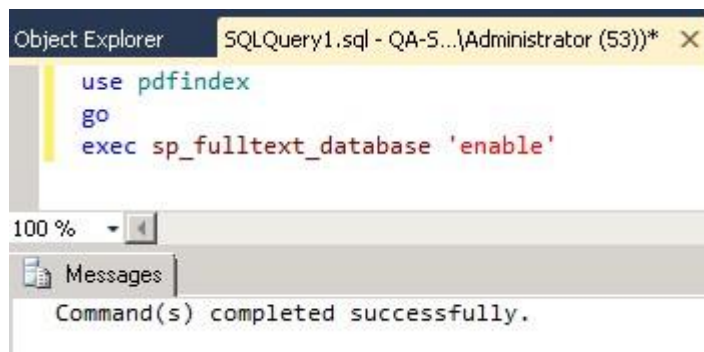 Object Explorer SQLQuery1.sql - QA-S...\Administrator (53))*
use pdfindex
go
exec sp_fulltext_database 'enable'
100 %
Messages
Command(s) completed successfully.